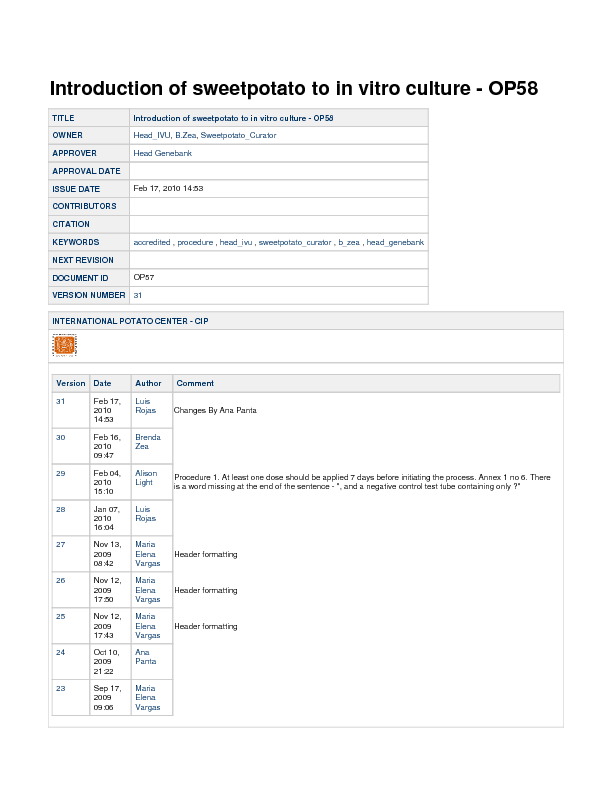 Introduction of sweetpotato to in vitro culture - OP58
TITLE Introduction of sweetpotato to in vitro culture - OP58
OWNER Head_IVU, B.Zea, Sweetpotato_Curator
APPROVER Head Genebank
APPROVAL DATE
ISSUE DATE Feb 17, 2010 14:53
CONTRIBUTORS
CITATION
KEYWORDS accredited , procedure , head_ivu , sweetpotato_curator , b_zea , head_genebank
NEXT REVISION
DOCUMENT ID OP57
VERSION NUMBER 31
INTERNATIONAL POTATO CENTER - CIP
Version Date Author Comment
31 Feb 17, Luis
2010 Rojas
14:53
Changes By Ana Panta
30 Feb 16, Brenda
2010 Zea
09:47
29 Feb 04, Alison
2010 Light
15:10
Procedure 1. At least one dose should be applied 7 days before initiating the process. Annex 1 no 6. There
is a word missing at the end of the sentence - ", and a negative control test tube containing only ?"
28 Jan 07, Luis
2010 Rojas
16:04
27 Nov 13, Maria
2009 Elena
08:42 Vargas
Header formatting
26 Nov 12, Maria
2009 Elena
17:50 Vargas
Header formatting
25 Nov 12, Maria
2009 Elena
17:43 Vargas
Header formatting
24 Oct 10, Ana
2009 Panta
21:22
23 Sep 17, Maria
2009 Elena
09:06 Vargas